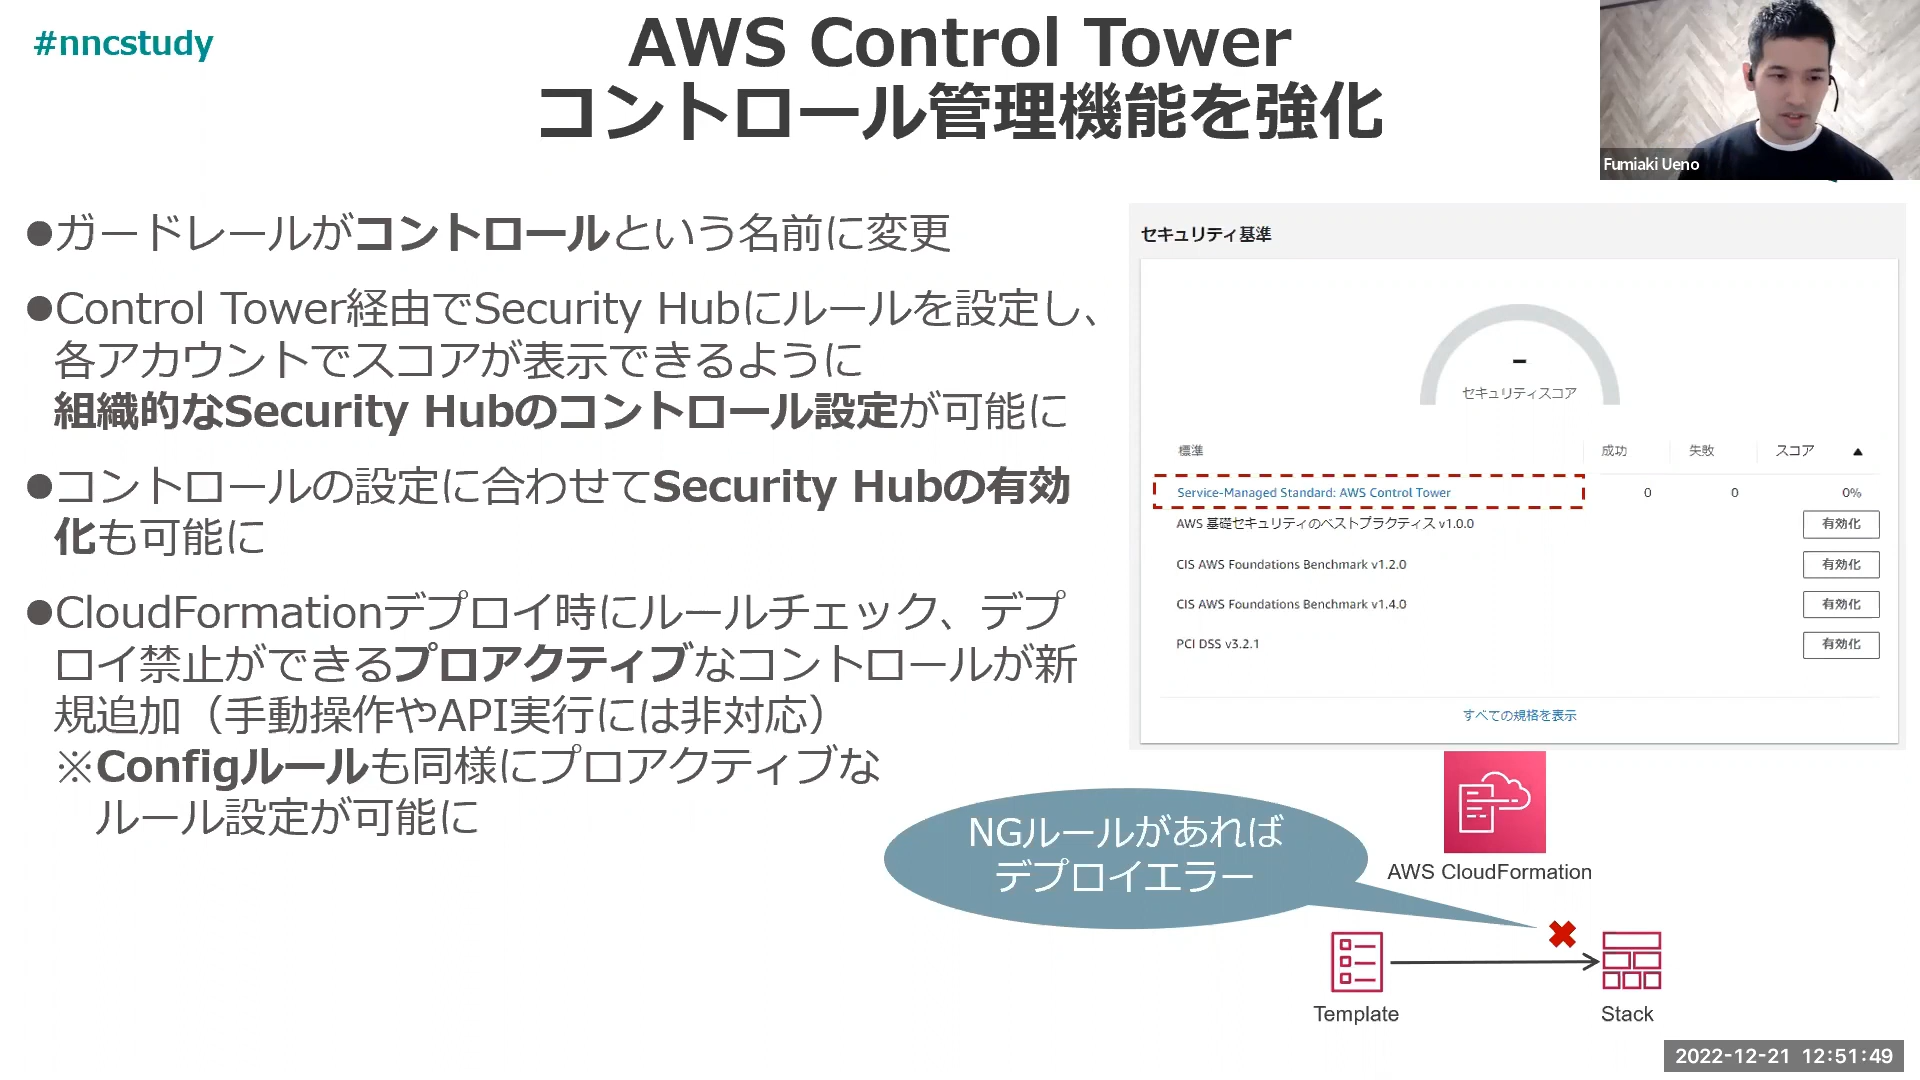 #nncstudy
AWS Control Tower
コントロール管理機能を強化
Fumiaki Ueno
●ガードレールがコントロールという名前に変更
●Control Tower経由でSecurity Hubにルールを設定し、
各アカウントでスコアが表示できるように
組織的なSecurity Hubのコントロール設定が可能に
●コントロールの設定に合わせてSecurity Hubの有効
化も可能に
●CloudFormationデプロイ時にルールチェック、デプ
ロイ禁止ができるプロアクティブなコントロールが新
規追加（手動操作やAPI実行には非対応）
※Configルールも同様にプロアクティブな
ルール設定が可能に
セキュリティ基準
–
セキュリティスコア
標準 成功 失敗 スコア ▲
Service-Managed Standard: AWS Control Tower 0 0 0%
AWS 基礎セキュリティのベストプラクティス v1.0.0 有効化
CIS AWS Foundations Benchmark v1.2.0 有効化
CIS AWS Foundations Benchmark v1.4.0 有効化
PCI DSS v3.2.1 有効化
すべての規格を表示
NGルールがあれば
デプロイエラー
AWS CloudFormation
Template
Stack
2022-12-21 12:51:49